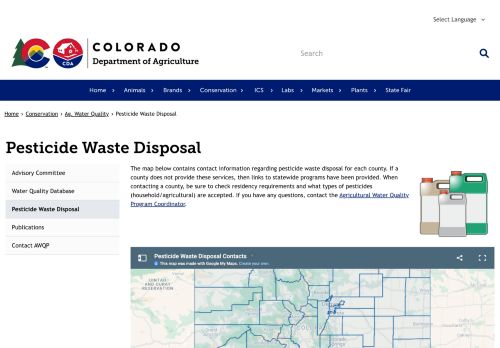 Select Language
COLORADO
Department of Agriculture
CO
CDA
Search
Home › Animals › Brands › Conservation › ICS › Labs › Markets › Plants › State Fair
Home › Conservation › Ag. Water Quality › Pesticide Waste Disposal
Pesticide Waste Disposal
Advisory Committee
Water Quality Database
Pesticide Waste Disposal
Publications
Contact AWQP
The map below contains contact information regarding pesticide waste disposal for each county. If a
county does not provide these services, then links to statewide programs have been provided. When
contacting a county, be sure to check residency requirements and what types of pesticides
(household/agricultural) are accepted. If you have any questions, contact the Agricultural Water Quality
Program Coordinator.
Pesticide Waste Disposal Contacts
This map was made with Google My Maps. Create your own.
UINTAH
AND OURAY
RESERVATION